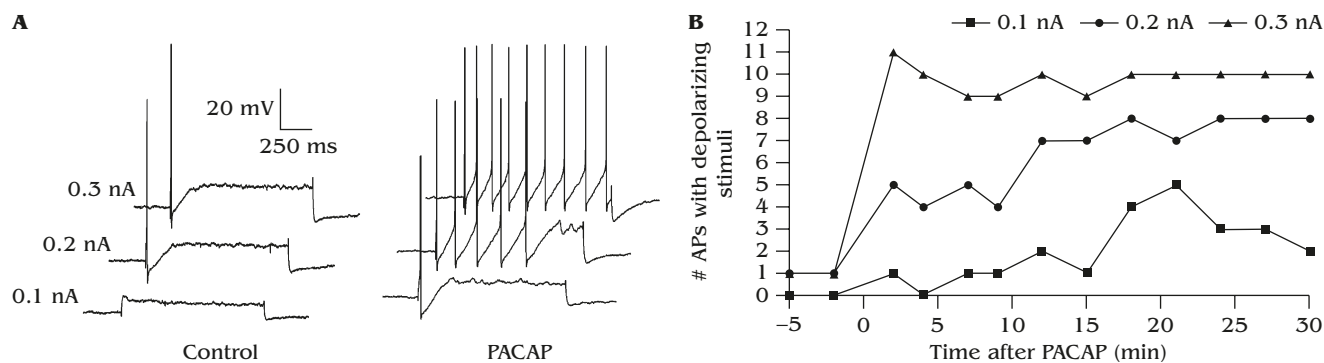 A
20 mV
250 ms
0.3 nA
0.2 nA
0.1 nA
Control
PACAP
B
0.1 nA 0.2 nA 0.3 nA
# APs with depolarizing
stimuli
12
11
10
9
8
7
6
5
4
3
2
1
0
–5 0 5 10 15 20 25 30
Time after PACAP (min)